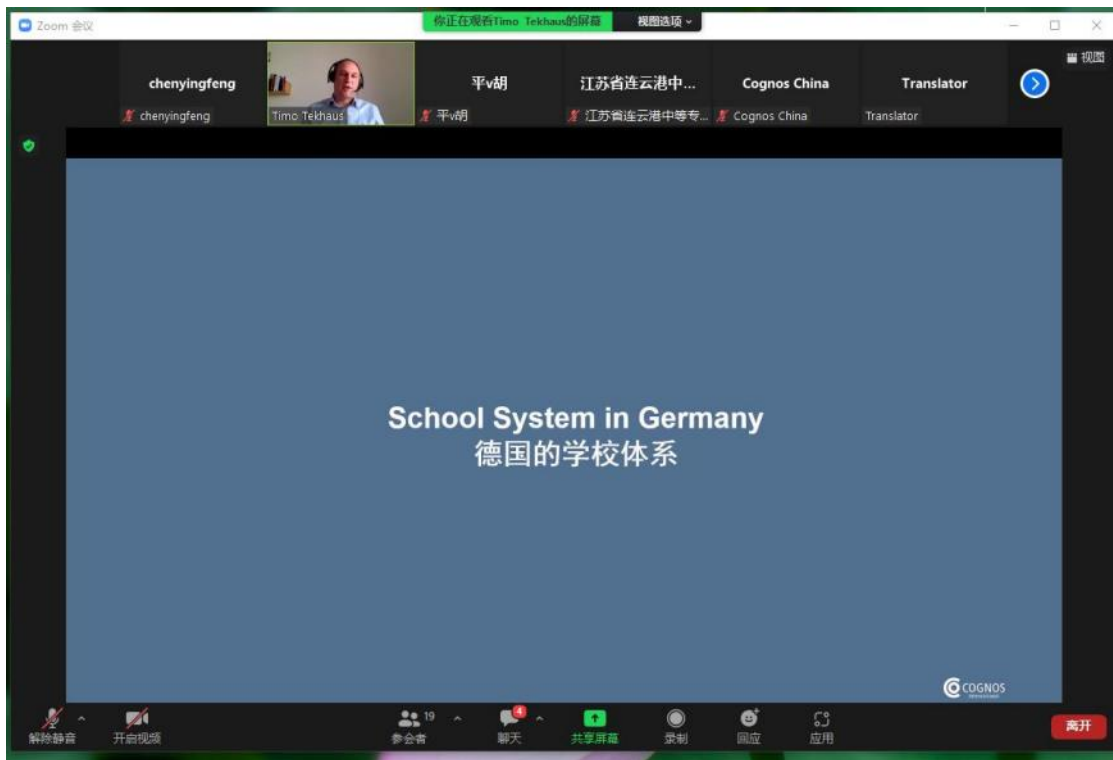 Zoom 会议
你正在观看Timo Tekhaus的屏幕 视图选项
视图
chenyingfeng 平v胡 江苏省连云港中... Cognos China Translator
chenyingfeng Timo Tekhaus 平v胡 江苏省连云港中等专... Cognos China Translator
School System in Germany
德国的学校体系
COGNOS
19 4
解除静音 开启视频 参会者 聊天 共享屏幕 录制 回应 应用 离开